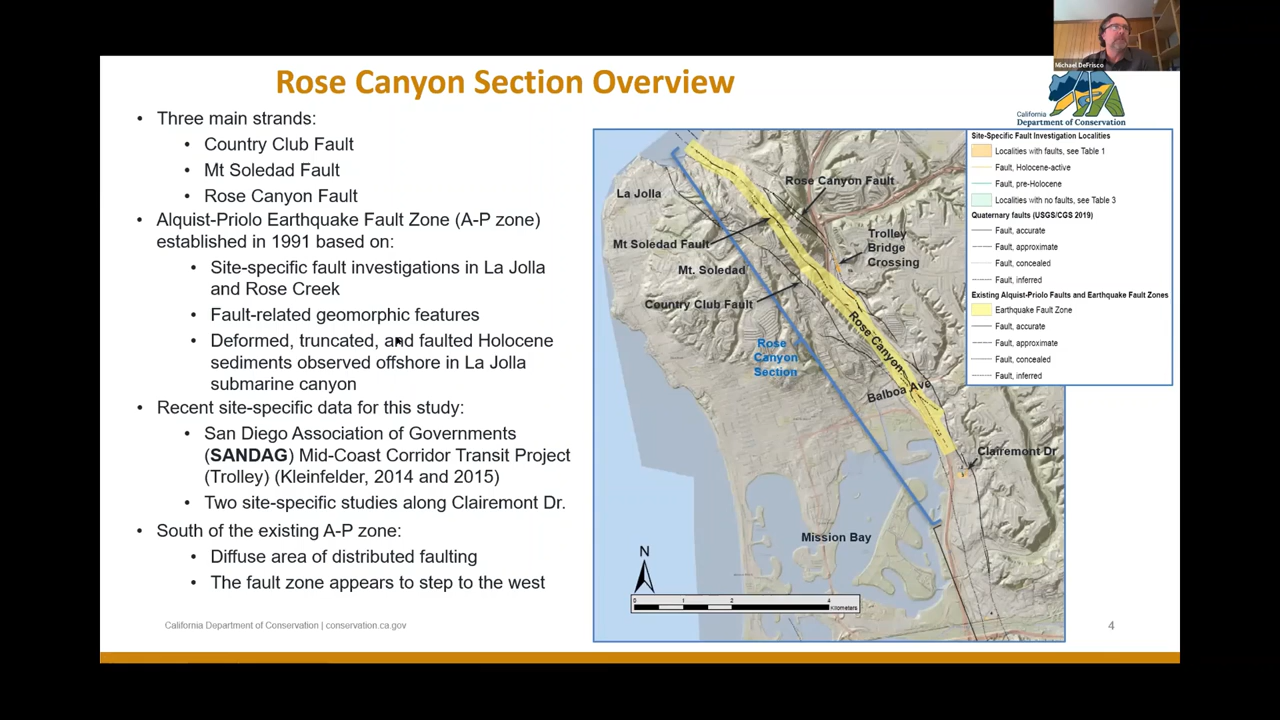 Michael DeFrisco
Rose Canyon Section Overview
California
Department of Conservation
• Three main strands:
• Country Club Fault
• Mt Soledad Fault
• Rose Canyon Fault
• Alquist-Priolo Earthquake Fault Zone (A-P zone)
established in 1991 based on:
• Site-specific fault investigations in La Jolla
and Rose Creek
• Fault-related geomorphic features
• Deformed, truncated, and faulted Holocene
sediments observed offshore in La Jolla
submarine canyon
• Recent site-specific data for this study:
• San Diego Association of Governments
(SANDAG) Mid-Coast Corridor Transit Project
(Trolley) (Kleinfelder, 2014 and 2015)
• Two site-specific studies along Clairemont Dr.
• South of the existing A-P zone:
• Diffuse area of distributed faulting
• The fault zone appears to step to the west
La Jolla
Rose Canyon Fault
Mt Soledad Fault
Trolley
Bridge
Crossing
Mt. Soledad
Country Club Fault
Rose
Canyon
Section
Rose Canyon
Balboa Ave
Clairemont Dr
Mission Bay
N
0 1 2 4
Kilometers
Site-Specific Fault Investigation Localities
Localities with faults, see Table 1
Fault, Holocene-active
Fault, pre-Holocene
Localities with no faults, see Table 3
Quaternary faults (USGS/CGS 2019)
Fault, accurate
Fault, approximate
Fault, concealed
Fault, inferred
Existing Alquist-Priolo Faults and Earthquake Fault Zones
Earthquake Fault Zone
Fault, accurate
Fault, approximate
Fault, concealed
Fault, inferred
California Department of Conservation | conservation.ca.gov
4